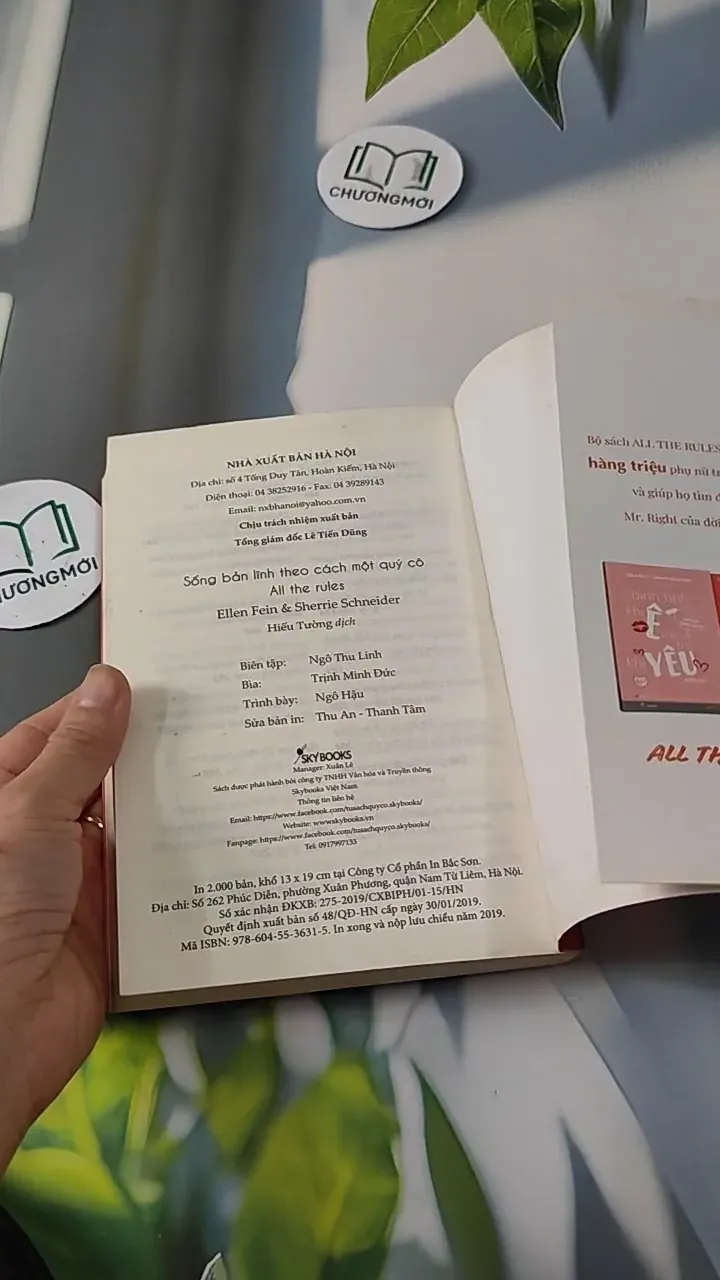 CHƯƠNGMỚI
ƯƠNGMỚI
NHÀ XUẤT BẢN HÀ NỘI
Địa chỉ: số 4 Tống Duy Tân, Hoàn Kiếm, Hà Nội
Điện thoại: 04 38252916 - Fax: 04 39289143
Email: nxbhanoi@yahoo.com.vn
Chịu trách nhiệm xuất bản
Tổng giám đốc Lê Tiến Dũng
Sống bản lĩnh theo cách một quý cô
All the rules
Ellen Fein & Sherrie Schneider
Hiếu Tường dịch
Biên tập: Ngô Thu Linh
Bìa: Trịnh Minh Đức
Trình bày: Ngô Hậu
Sửa bản in: Thu An - Thanh Tâm
SKYBOOKS
Manager: Xuân Lê
Sách được phát hành bởi công ty TNHH Văn hóa và Truyền thông
Skybooks Việt Nam
Thông tin liên hệ
Email: https://www.facebook.com/tusachquyco.skybooks/
Website: www.skybooks.vn
Fanpage: https://www.facebook.com/tusachquyco.skybooks/
Tel: 0917997133
In 2.000 bản, khổ 13 x 19 cm tại Công ty Cổ phần In Bắc Sơn.
Địa chỉ: Số 262 Phúc Diễn, phường Xuân Phương, quận Nam Từ Liêm, Hà Nội.
Số xác nhận ĐKXB: 275-2019/CXBIPH/01-15/HN
Quyết định xuất bản số 48/QĐ-HN cấp ngày 30/01/2019.
Mã ISBN: 978-604-55-3631-5. In xong và nộp lưu chiểu năm 2019.
Bộ sách ALL THE RULES
hàng triệu phụ nữ
và giúp họ tìm
Mr. Right của đời
YÊU
ALL TH